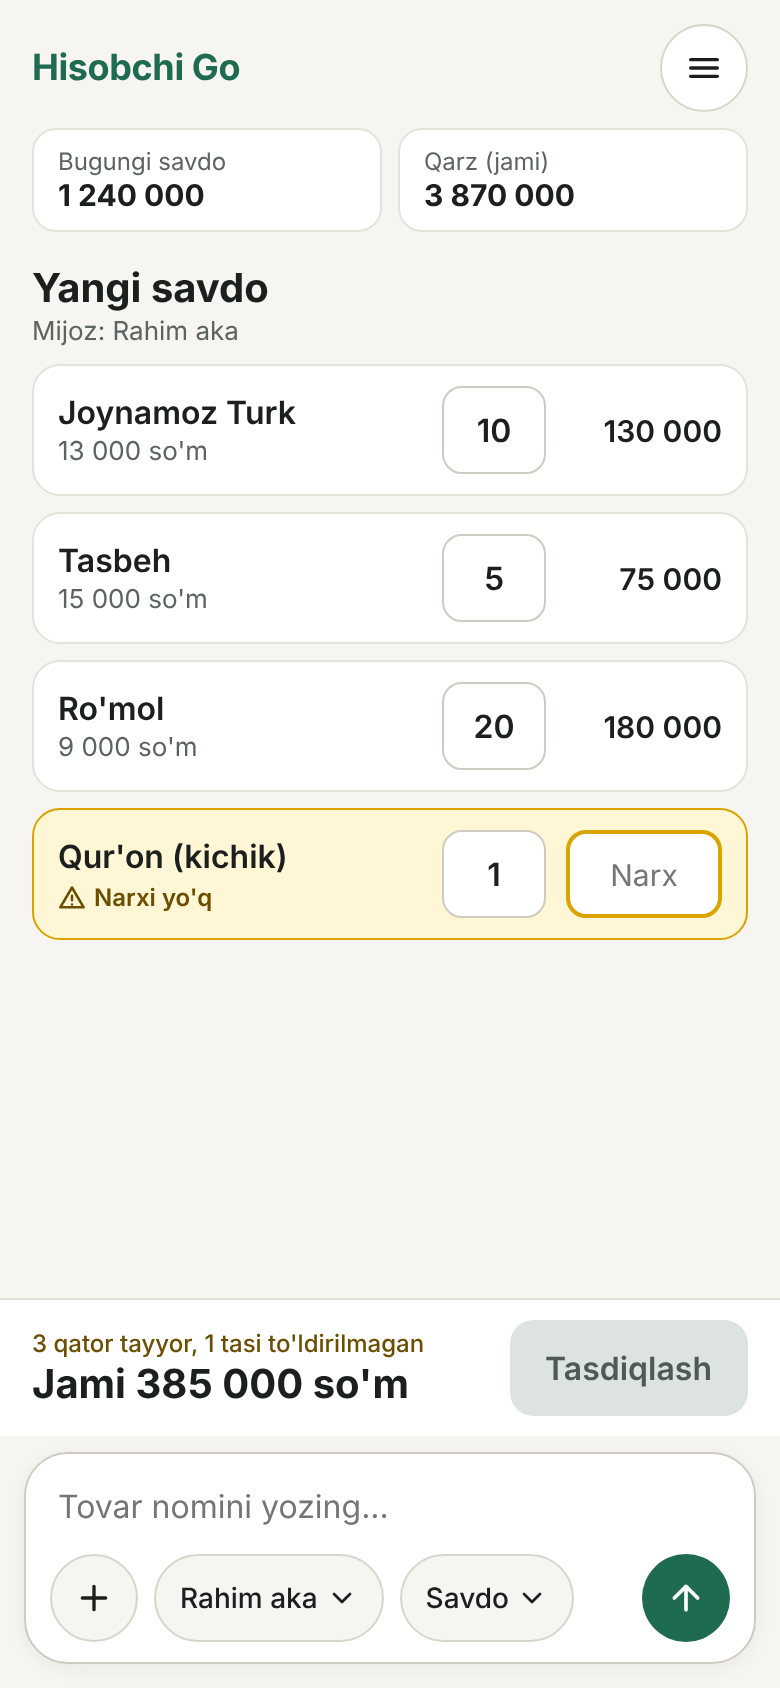 Hisobchi Go
Bugungi savdo
1 240 000
Qarz (jami)
3 870 000
Yangi savdo
Mijoz: Rahim aka
Joynamoz Turk
13 000 so'm
10
130 000
Tasbeh
15 000 so'm
5
75 000
Ro'mol
9 000 so'm
20
180 000
Qur'on (kichik)
Narxi yo'q
1
Narx
3 qator tayyor, 1 tasi to'ldirilmagan
Jami 385 000 so'm
Tasdiqlash
Tovar nomini yozing...
Rahim aka
Savdo